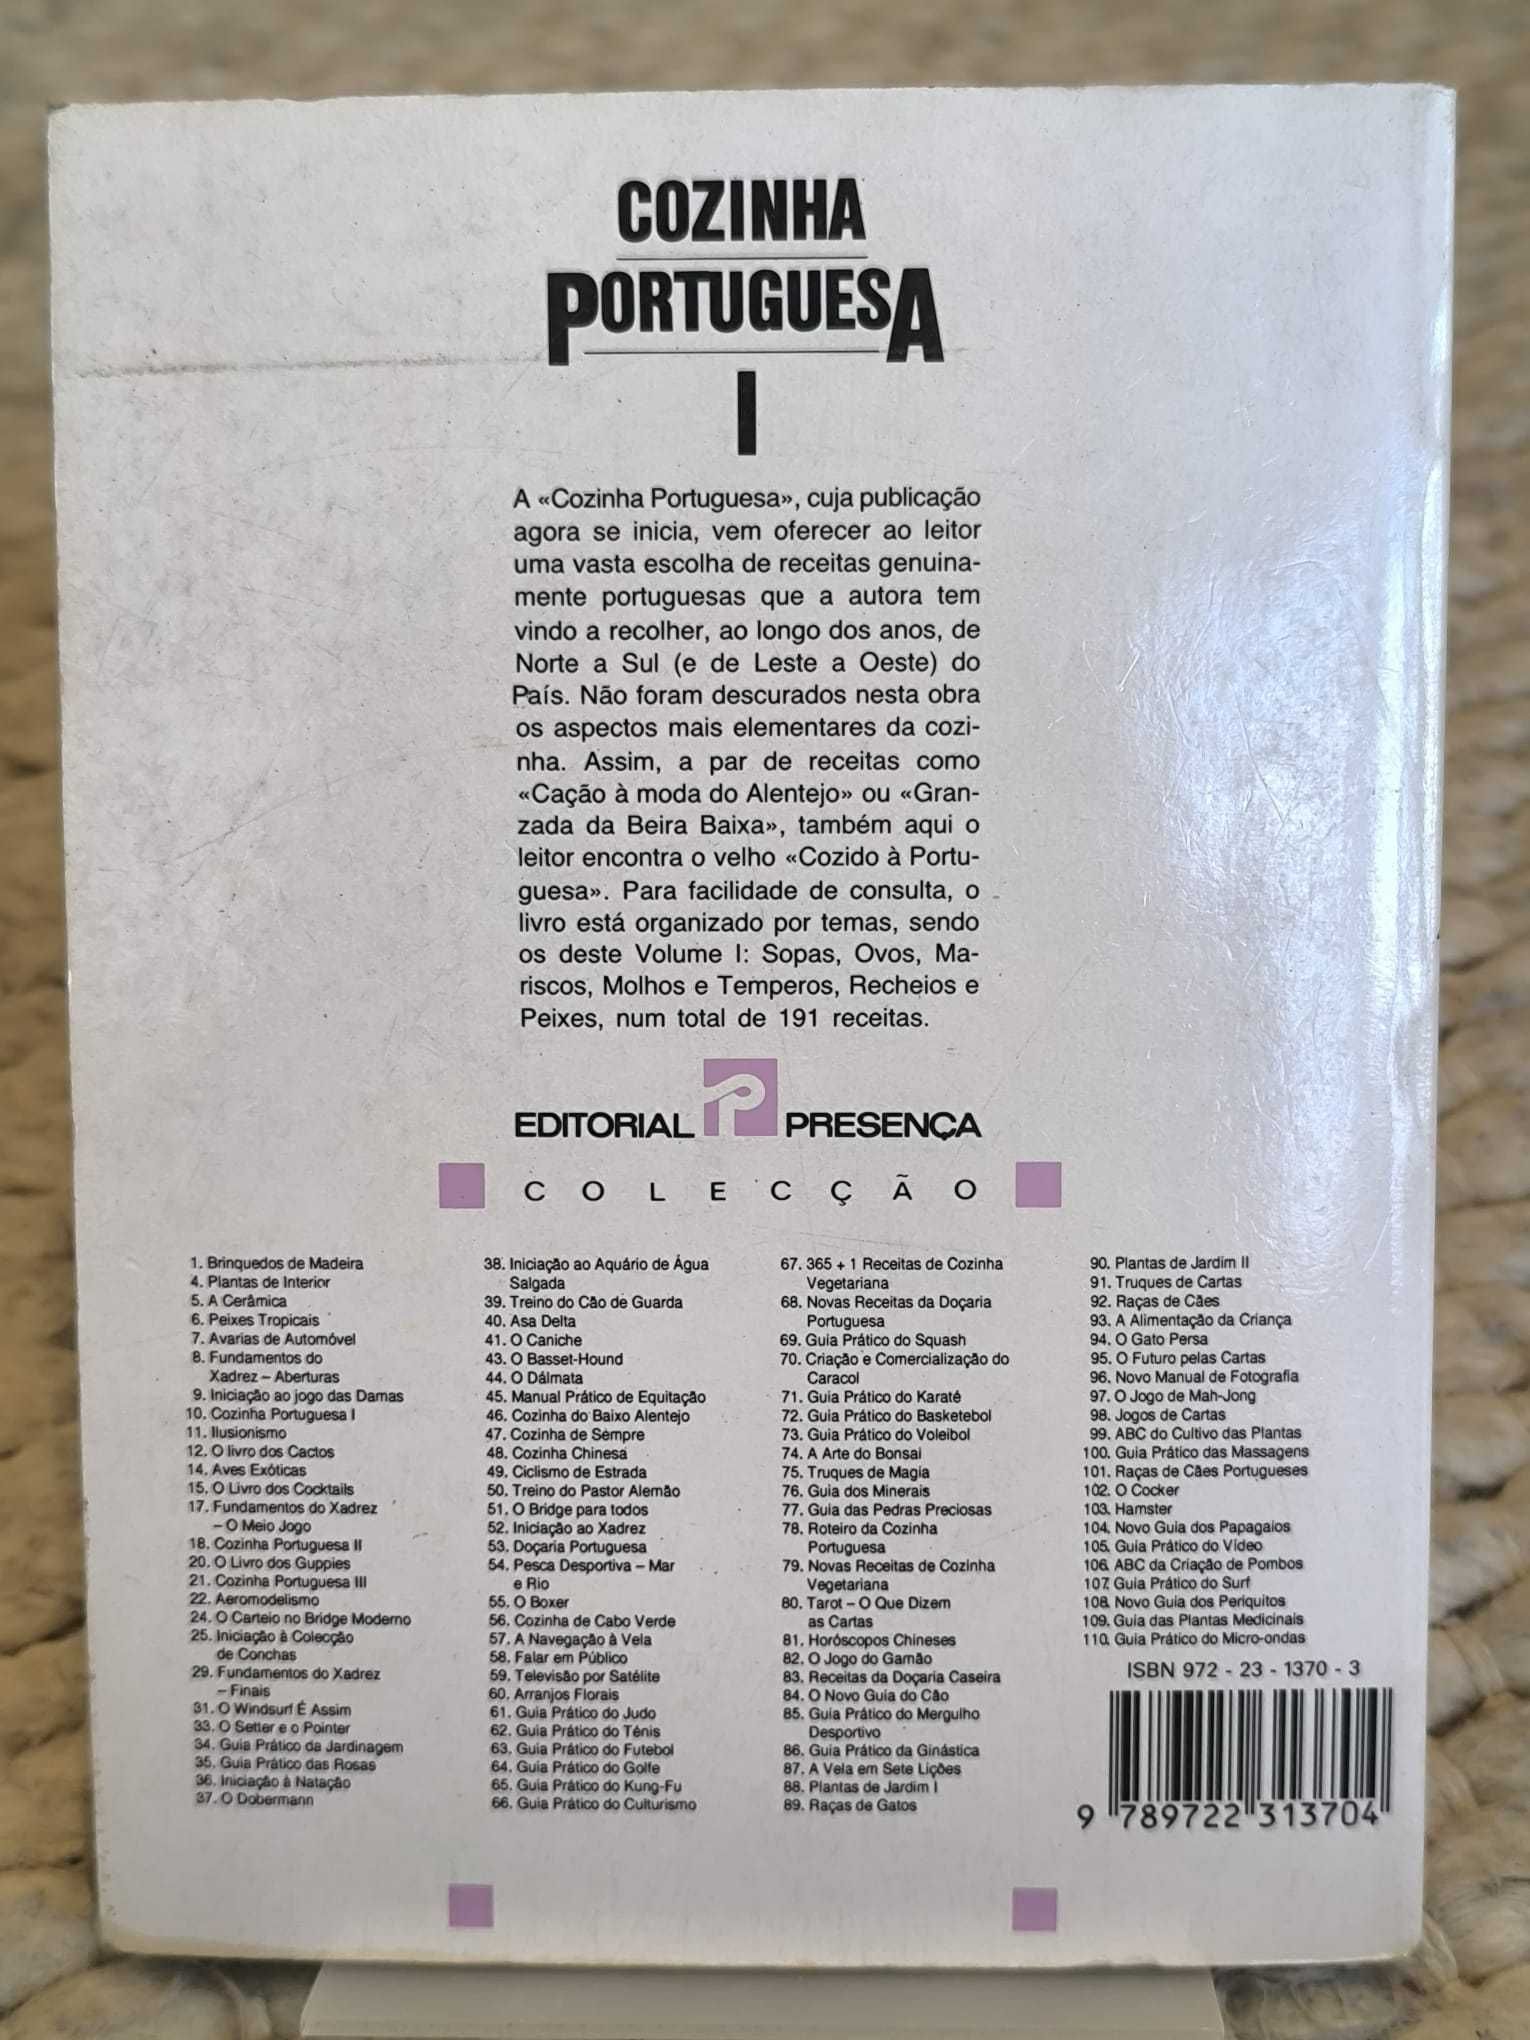 COZINHA
PORTUGUESA
I
A «Cozinha Portuguesa», cuja publicação
agora se inicia, vem oferecer ao leitor
uma vasta escolha de receitas genuina-
mente portuguesas que a autora tem
vindo a recolher, ao longo dos anos, de
Norte a Sul (e de Leste a Oeste) do
País. Não foram descurados nesta obra
os aspectos mais elementares da cozi-
nha. Assim, a par de receitas como
«Cação à moda do Alentejo» ou «Gran-
zada da Beira Baixa», também aqui o
leitor encontra o velho «Cozido à Portu-
guesa». Para facilidade de consulta, o
livro está organizado por temas, sendo
os deste Volume I: Sopas, Ovos, Ma-
riscos, Molhos e Temperos, Recheios e
Peixes, num total de 191 receitas.
EDITORIAL P PRESENÇA
COLECÇÃO
1. Brinquedos de Madeira
4. Plantas de Interior
5. A Cerâmica
6. Peixes Tropicais
7. Avarias de Automóvel
8. Fundamentos do
Xadrez – Aberturas
9. Iniciação ao jogo das Damas
10. Cozinha Portuguesa I
11. Ilusionismo
12. O livro dos Cactos
14. Aves Exóticas
15. O Livro dos Cocktails
17. Fundamentos do Xadrez
– O Meio Jogo
18. Cozinha Portuguesa II
20. O Livro dos Guppies
21. Cozinha Portuguesa III
22. Aeromodelismo
24. O Carteio no Bridge Moderno
25. Iniciação à Colecção
de Conchas
29. Fundamentos do Xadrez
– Finais
31. O Windsurf É Assim
33. O Setter e o Pointer
34. Guia Prático da Jardinagem
35. Guia Prático das Rosas
36. Iniciação à Natação
37. O Dobermann
38. Iniciação ao Aquário de Água
Salgada
39. Treino do Cão de Guarda
40. Asa Delta
41. O Caniche
43. O Basset-Hound
44. O Dálmata
45. Manual Prático de Equitação
46. Cozinha do Baixo Alentejo
47. Cozinha de Sempre
48. Cozinha Chinesa
49. Ciclismo de Estrada
50. Treino do Pastor Alemão
51. O Bridge para todos
52. Iniciação ao Xadrez
53. Doçaria Portuguesa
54. Pesca Desportiva – Mar
e Rio
55. O Boxer
56. Cozinha de Cabo Verde
57. A Navegação à Vela
58. Falar em Público
59. Televisão por Satélite
60. Arranjos Florais
61. Guia Prático do Judo
62. Guia Prático do Ténis
63. Guia Prático do Futebol
64. Guia Prático do Golfe
65. Guia Prático do Kung-Fu
66. Guia Prático do Culturismo
67. 365 + 1 Receitas de Cozinha
Vegetariana
68. Novas Receitas da Doçaria
Portuguesa
69. Guia Prático do Squash
70. Criação e Comercialização do
Caracol
71. Guia Prático do Karaté
72. Guia Prático do Basketebol
73. Guia Prático do Voleibol
74. A Arte do Bonsai
75. Truques de Magia
76. Guia dos Minerais
77. Guia das Pedras Preciosas
78. Roteiro da Cozinha
Portuguesa
79. Novas Receitas de Cozinha
Vegetariana
80. Tarot – O Que Dizem
as Cartas
81. Horóscopos Chineses
82. O Jogo do Gamão
83. Receitas da Doçaria Caseira
84. O Novo Guia do Cão
85. Guia Prático do Mergulho
Desportivo
86. Guia Prático da Ginástica
87. A Vela em Sete Lições
88. Plantas de Jardim I
89. Raças de Gatos
90. Plantas de Jardim II
91. Truques de Cartas
92. Raças de Cães
93. A Alimentação da Criança
94. O Gato Persa
95. O Futuro pelas Cartas
96. Novo Manual de Fotografia
97. O Jogo de Mah-Jong
98. Jogos de Cartas
99. ABC do Cultivo das Plantas
100. Guia Prático das Massagens
101. Raças de Cães Portugueses
102. O Cocker
103. Hamster
104. Novo Guia dos Papagaios
105. Guia Prático do Vídeo
106. ABC da Criação de Pombos
107. Guia Prático do Surf
108. Novo Guia dos Periquitos
109. Guia das Plantas Medicinais
110. Guia Prático do Micro-ondas
ISBN 972 - 23 - 1370 - 3
9 789722 313704